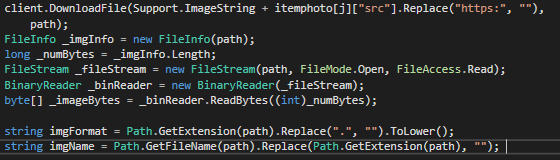 client.DownloadFile(Support.ImageString + itemphoto[j]["src"].Replace("https:", ""),
path);
FileInfo _imgInfo = new FileInfo(path);
long _numBytes = _imgInfo.Length;
FileStream _fileStream = new FileStream(path, FileMode.Open, FileAccess.Read);
BinaryReader _binReader = new BinaryReader(_fileStream);
byte[] _imageBytes = _binReader.ReadBytes((int)_numBytes);
string imgFormat = Path.GetExtension(path).Replace(".", "").ToLower();
string imgName = Path.GetFileName(path).Replace(Path.GetExtension(path), "");